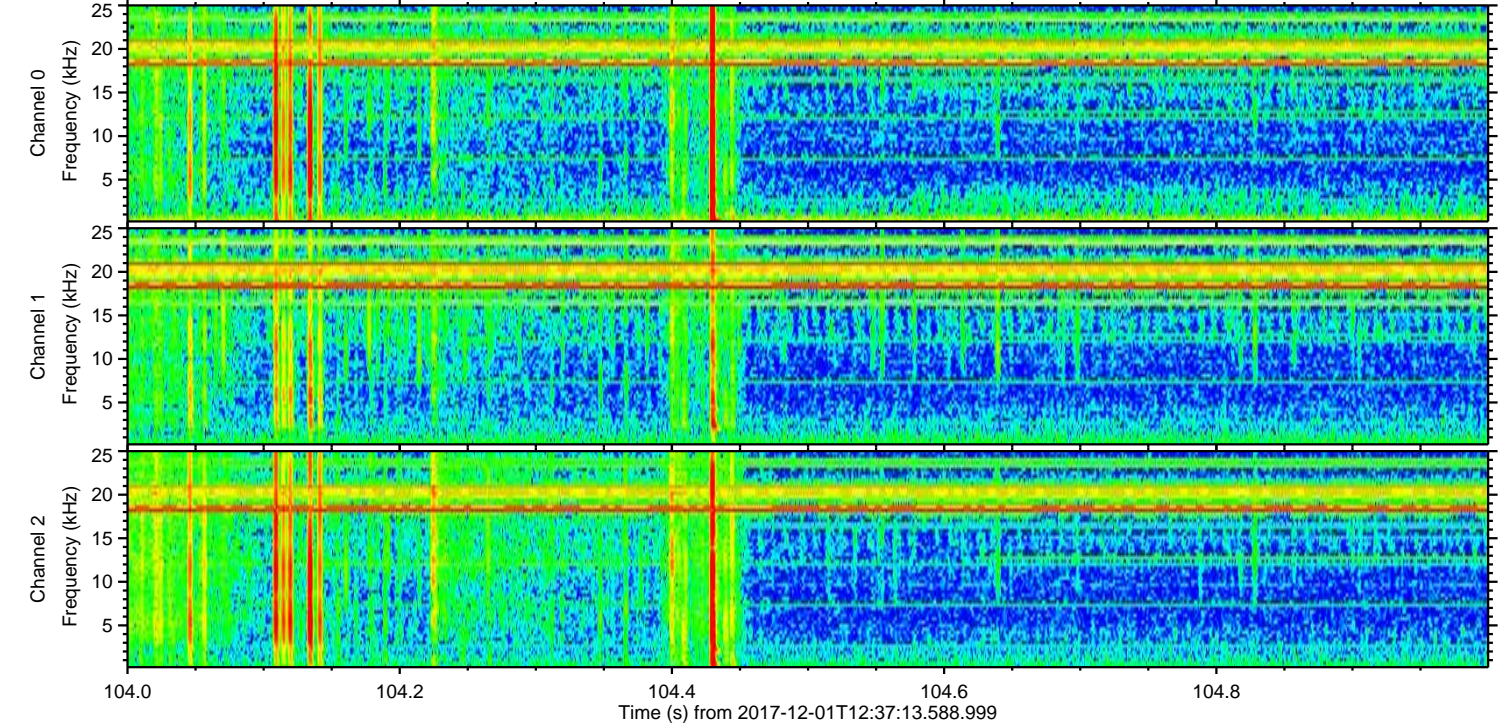 25
20
15
10
5
Channel 0
Frequency (kHz)
25
20
15
10
5
Channel 1
Frequency (kHz)
25
20
15
10
5
Channel 2
Frequency (kHz)
104.0 104.2 104.4 104.6 104.8
Time (s) from 2017-12-01T12:37:13.588.999